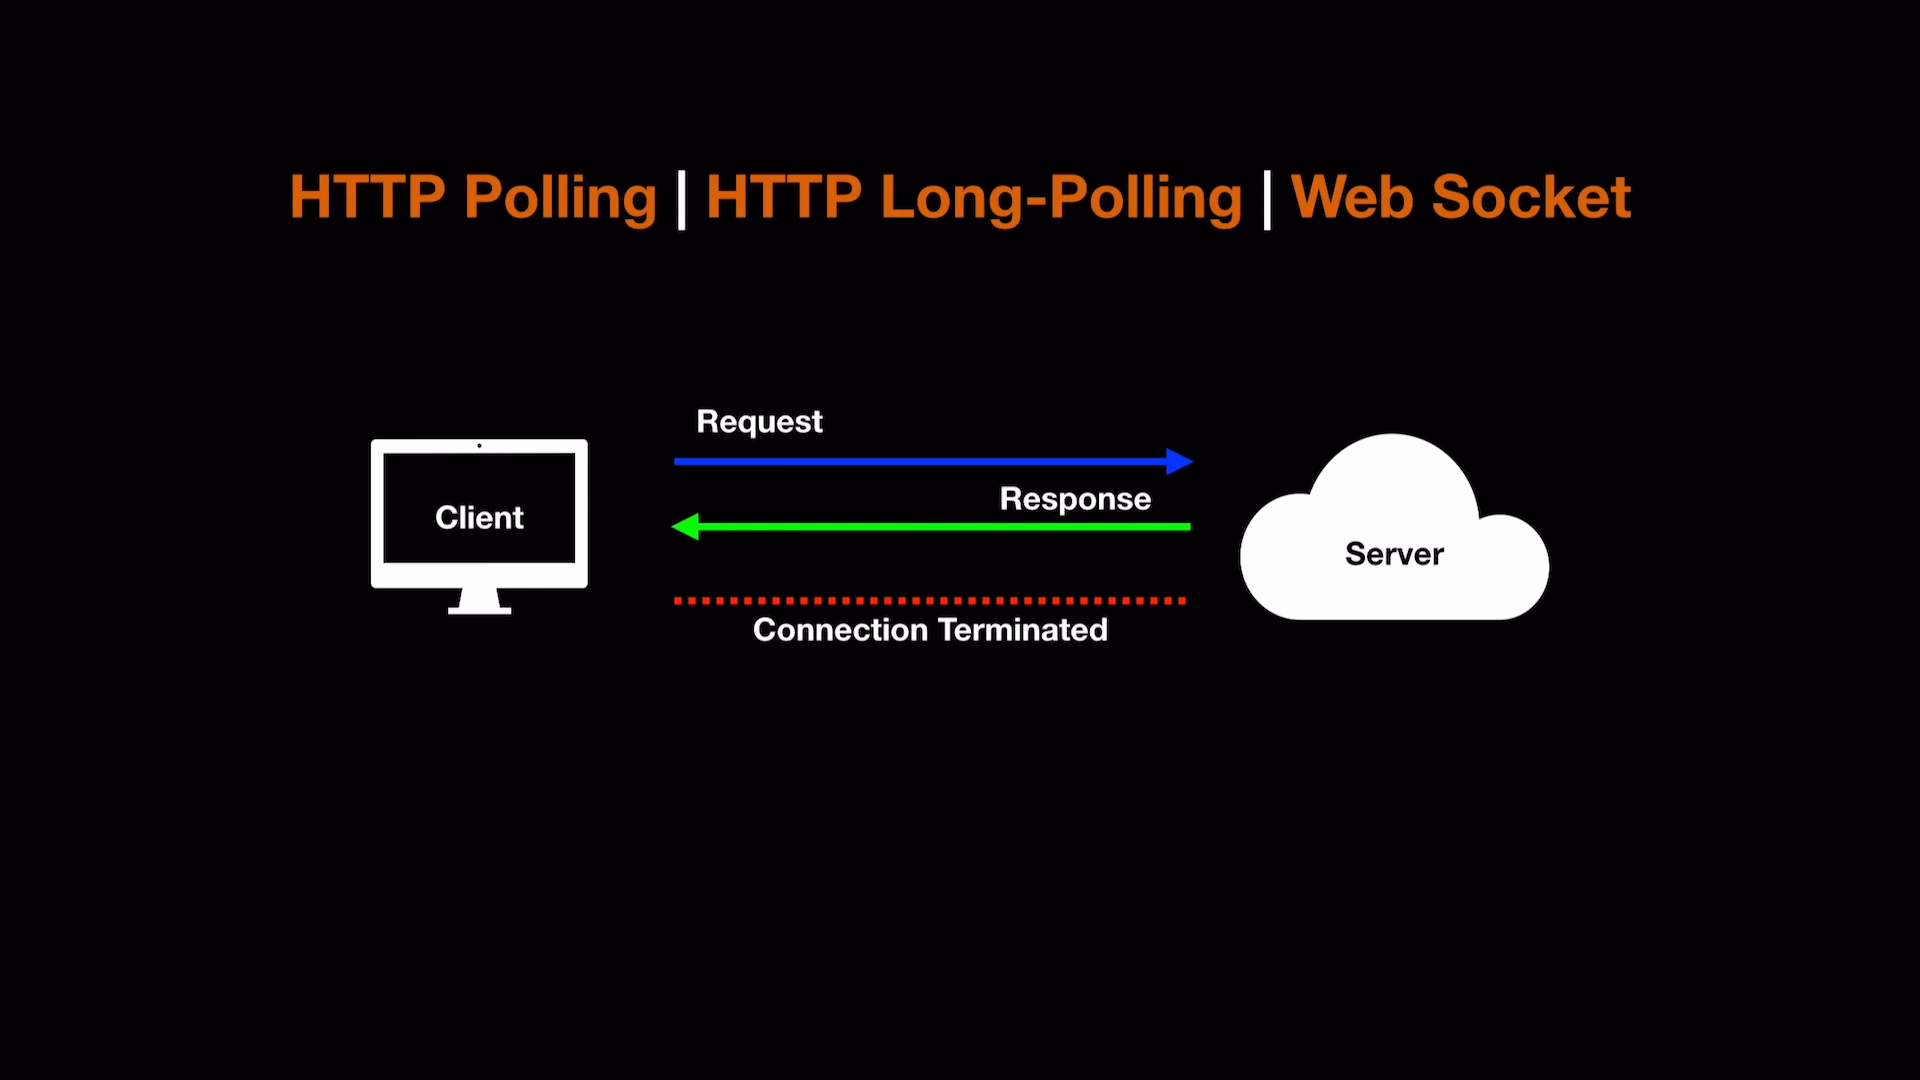 HTTP Polling | HTTP Long-Polling | Web Socket
Request
Response
Client
Server
Connection Terminated